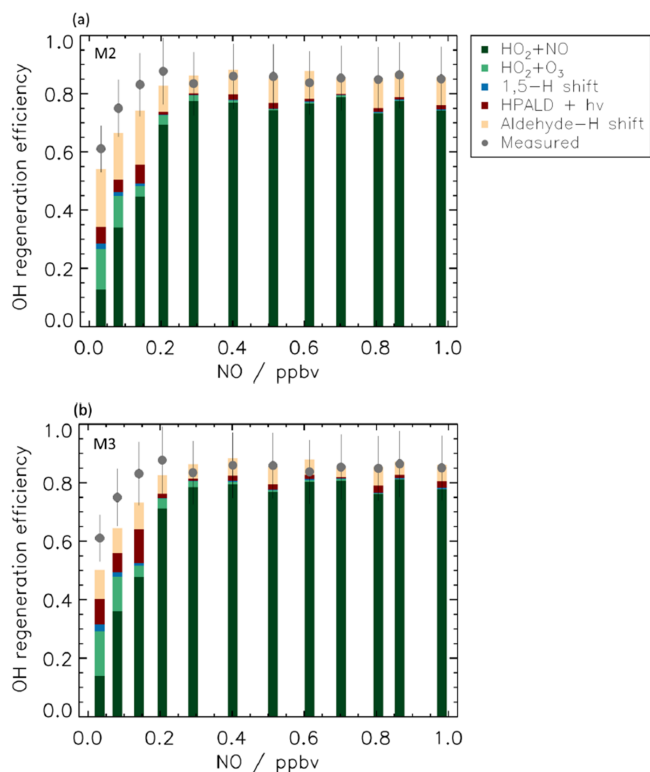 (a)
M2
OH regeneration efficiency
1.0
0.8
0.6
0.4
0.2
0.0
0.0 0.2 0.4 0.6 0.8 1.0
NO / ppbv
HO₂+NO
HO₂+O₃
1,5-H shift
HPALD + hv
Aldehyde-H shift
Measured
(b)
M3
OH regeneration efficiency
1.0
0.8
0.6
0.4
0.2
0.0
0.0 0.2 0.4 0.6 0.8 1.0
NO / ppbv